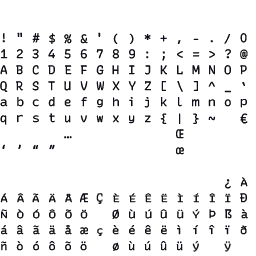 ! " # $ % & ' ( ) * + , - . / 0
1 2 3 4 5 6 7 8 9 : ; < = > ? @
A B C D E F G H I J K L M N O P
Q R S T U V W X Y Z [ \ ] ^ _ `
a b c d e f g h i j k l m n o p
q r s t u v w x y z { | } ~ €
… Œ
‘ ’ “ ” œ
¿ À
Á Â Ã Ä Å Æ Ç È É Ê Ë Ì Í Î Ï Ð
Ñ Ò Ó Ô Õ Ö Ø Ù Ú Û Ü Ý Þ ß à
á â ã ä å æ ç è é ê ë ì í î ï ð
ñ ò ó ô õ ö ø ù ú û ü ý ÿ